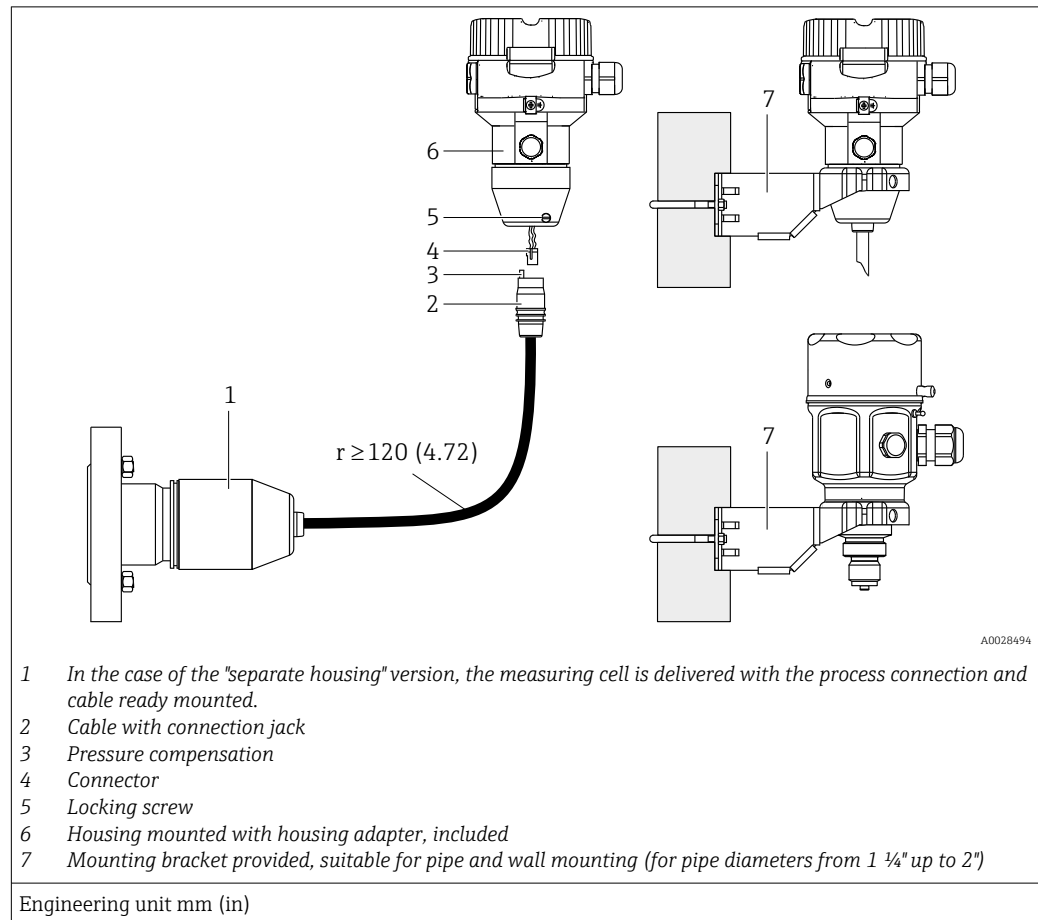 6
5
4
3
2
1
r ≥120 (4.72)
7
7
A0028494
1 In the case of the "separate housing" version, the measuring cell is delivered with the process connection and
cable ready mounted.
2 Cable with connection jack
3 Pressure compensation
4 Connector
5 Locking screw
6 Housing mounted with housing adapter, included
7 Mounting bracket provided, suitable for pipe and wall mounting (for pipe diameters from 1 ¼" up to 2")
Engineering unit mm (in)